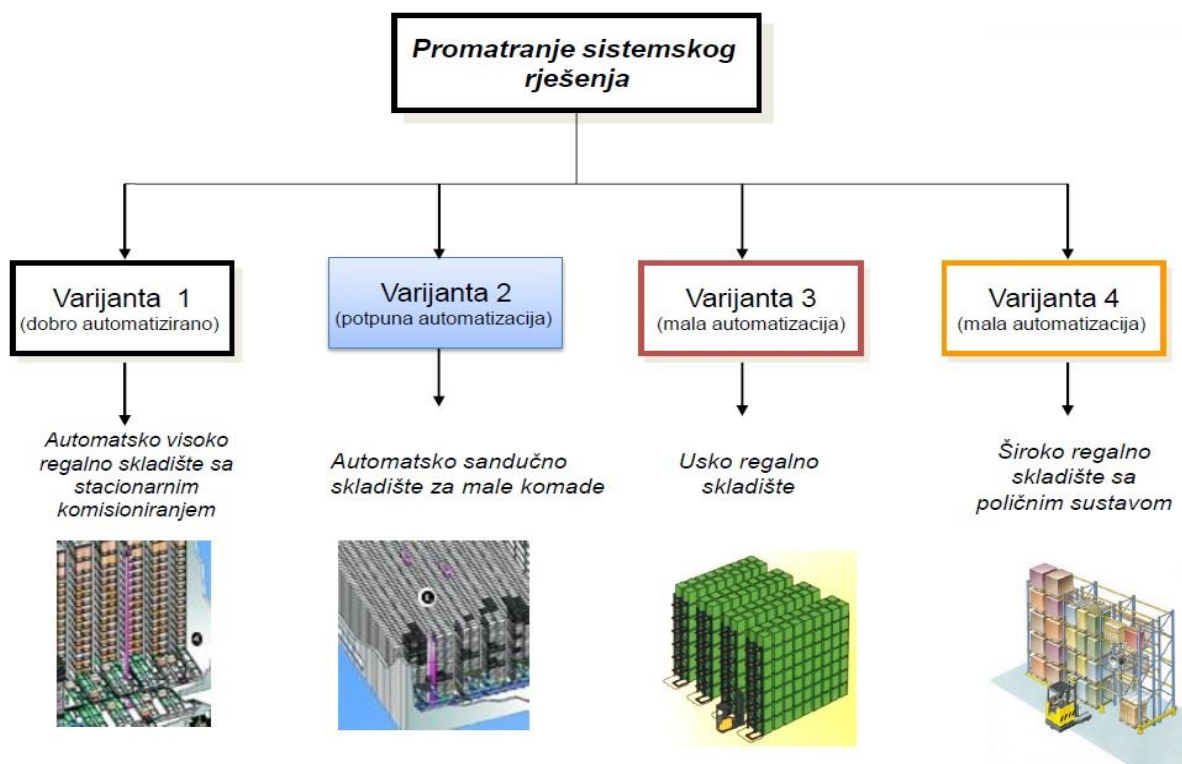 Promatranje sistemskog
rješenja
Varijanta 1
(dobro automatizirano)
Varijanta 2
(potpuna automatizacija)
Varijanta 3
(mala automatizacija)
Varijanta 4
(mala automatizacija)
Automatsko visoko
regalno skladište sa
stacionarnim
komisioniranjem
Automatsko sandučno
skladište za male komade
Usko regalno
skladište
Široko regalno
skladište sa
poličnim sustavom